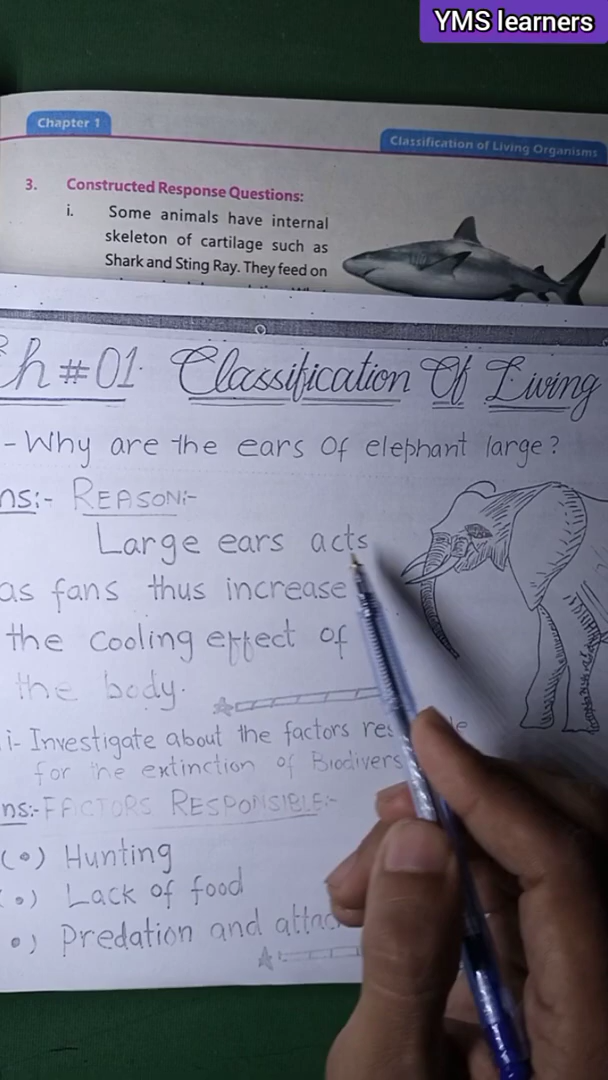 YMS learners
Chapter 1
Classification of Living Organisms
3. Constructed Response Questions:
i. Some animals have internal
skeleton of cartilage such as
Shark and Sting Ray. They feed on
Ch #01. Classification Of Living
- Why are the ears Of elephant large?
ns:- REASON:-
Large ears acts
as fans thus increase
the cooling effect of
the body.
i- Investigate about the factors
for the extinction of Biodivers
ns:- FACTORS RESPONSIBLE:-
(•) Hunting
•) Lack of food
•) Predation and attac